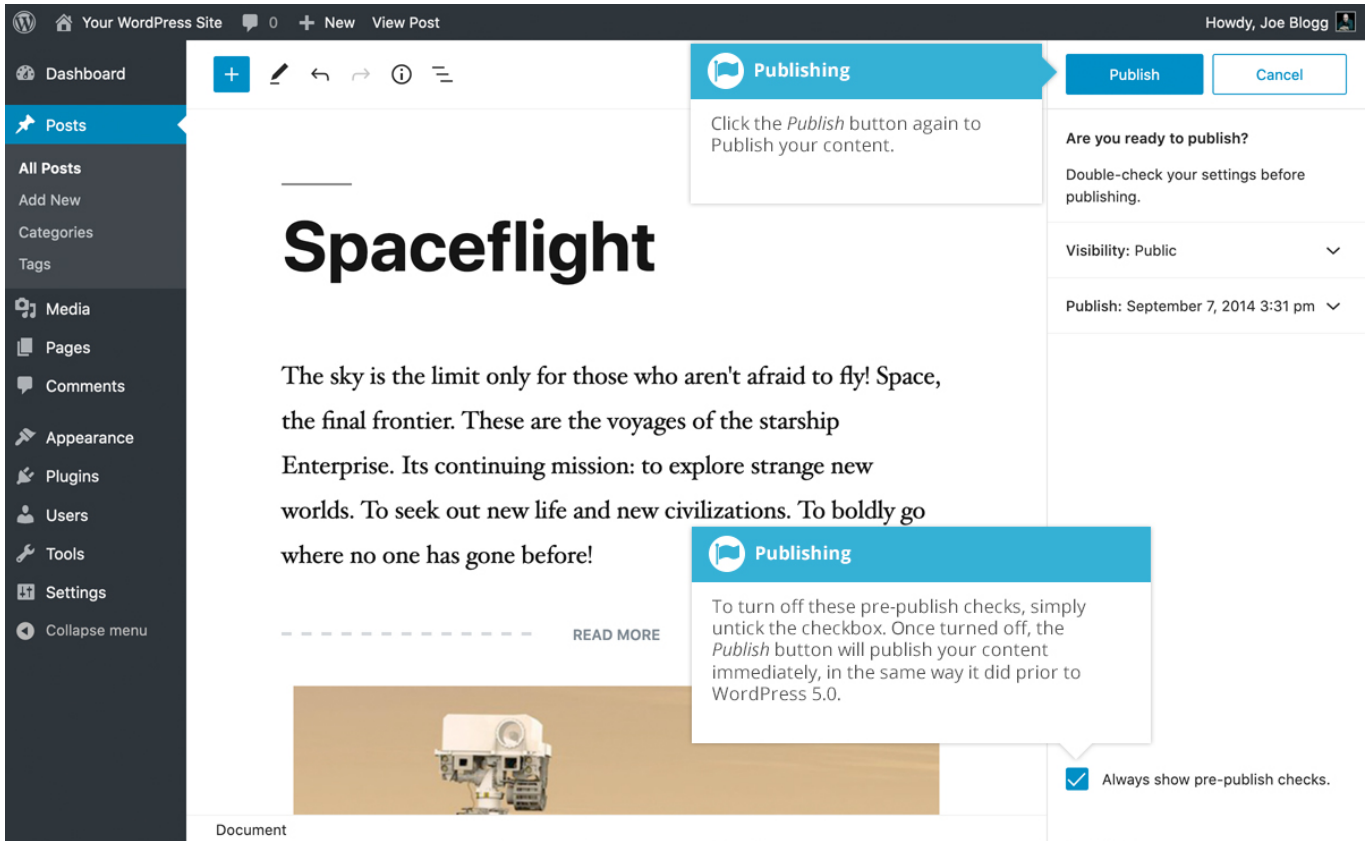 Your WordPress Site 0 + New View Post Howdy, Joe Blogg
Dashboard
Posts
All Posts
Add New
Categories
Tags
Media
Pages
Comments
Appearance
Plugins
Users
Tools
Settings
Collapse menu
Publishing
Click the Publish button again to
Publish your content.
Spaceflight
The sky is the limit only for those who aren't afraid to fly! Space,
the final frontier. These are the voyages of the starship
Enterprise. Its continuing mission: to explore strange new
worlds. To seek out new life and new civilizations. To boldly go
where no one has gone before!
READ MORE
Publishing
To turn off these pre-publish checks, simply
untick the checkbox. Once turned off, the
Publish button will publish your content
immediately, in the same way it did prior to
WordPress 5.0.
Document
Publish Cancel
Are you ready to publish?
Double-check your settings before
publishing.
Visibility: Public
Publish: September 7, 2014 3:31 pm
Always show pre-publish checks.